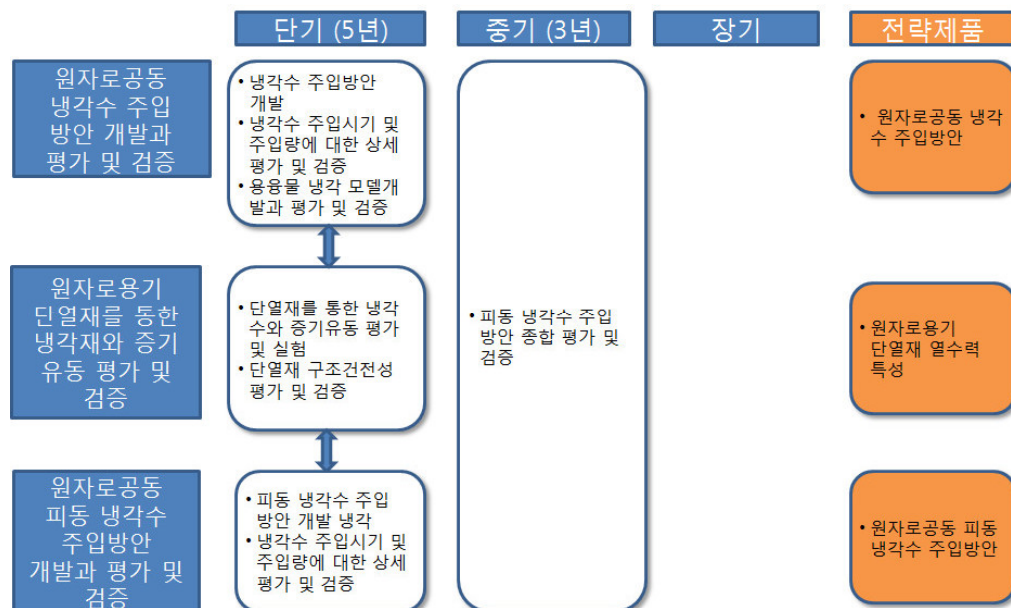 단기 (5년)
중기 (3년)
장기
전략제품
원자로공동
냉각수 주입
방안 개발과
평가 및 검증
• 냉각수 주입방안
개발
• 냉각수 주입시기 및
주입량에 대한 상세
평가 및 검증
• 용융물 냉각 모델개
발과 평가 및 검증
• 원자로공동 냉각
수 주입방안
원자로용기
단열재를 통한
냉각재와 증기
유동 평가 및
검증
• 단열재를 통한 냉각
수와 증기유동 평가
및 실험
• 단열재 구조건전성
평가 및 검증
• 피동 냉각수 주입
방안 종합 평가 및
검증
• 원자로용기
단열재 열수력
특성
원자로공동
피동 냉각수
주입방안
개발과 평가 및
검증
• 피동 냉각수 주입
방안 개발 냉각
• 냉각수 주입시기 및
주입량에 대한 상세
평가 및 검증
• 원자로공동 피동
냉각수 주입방안